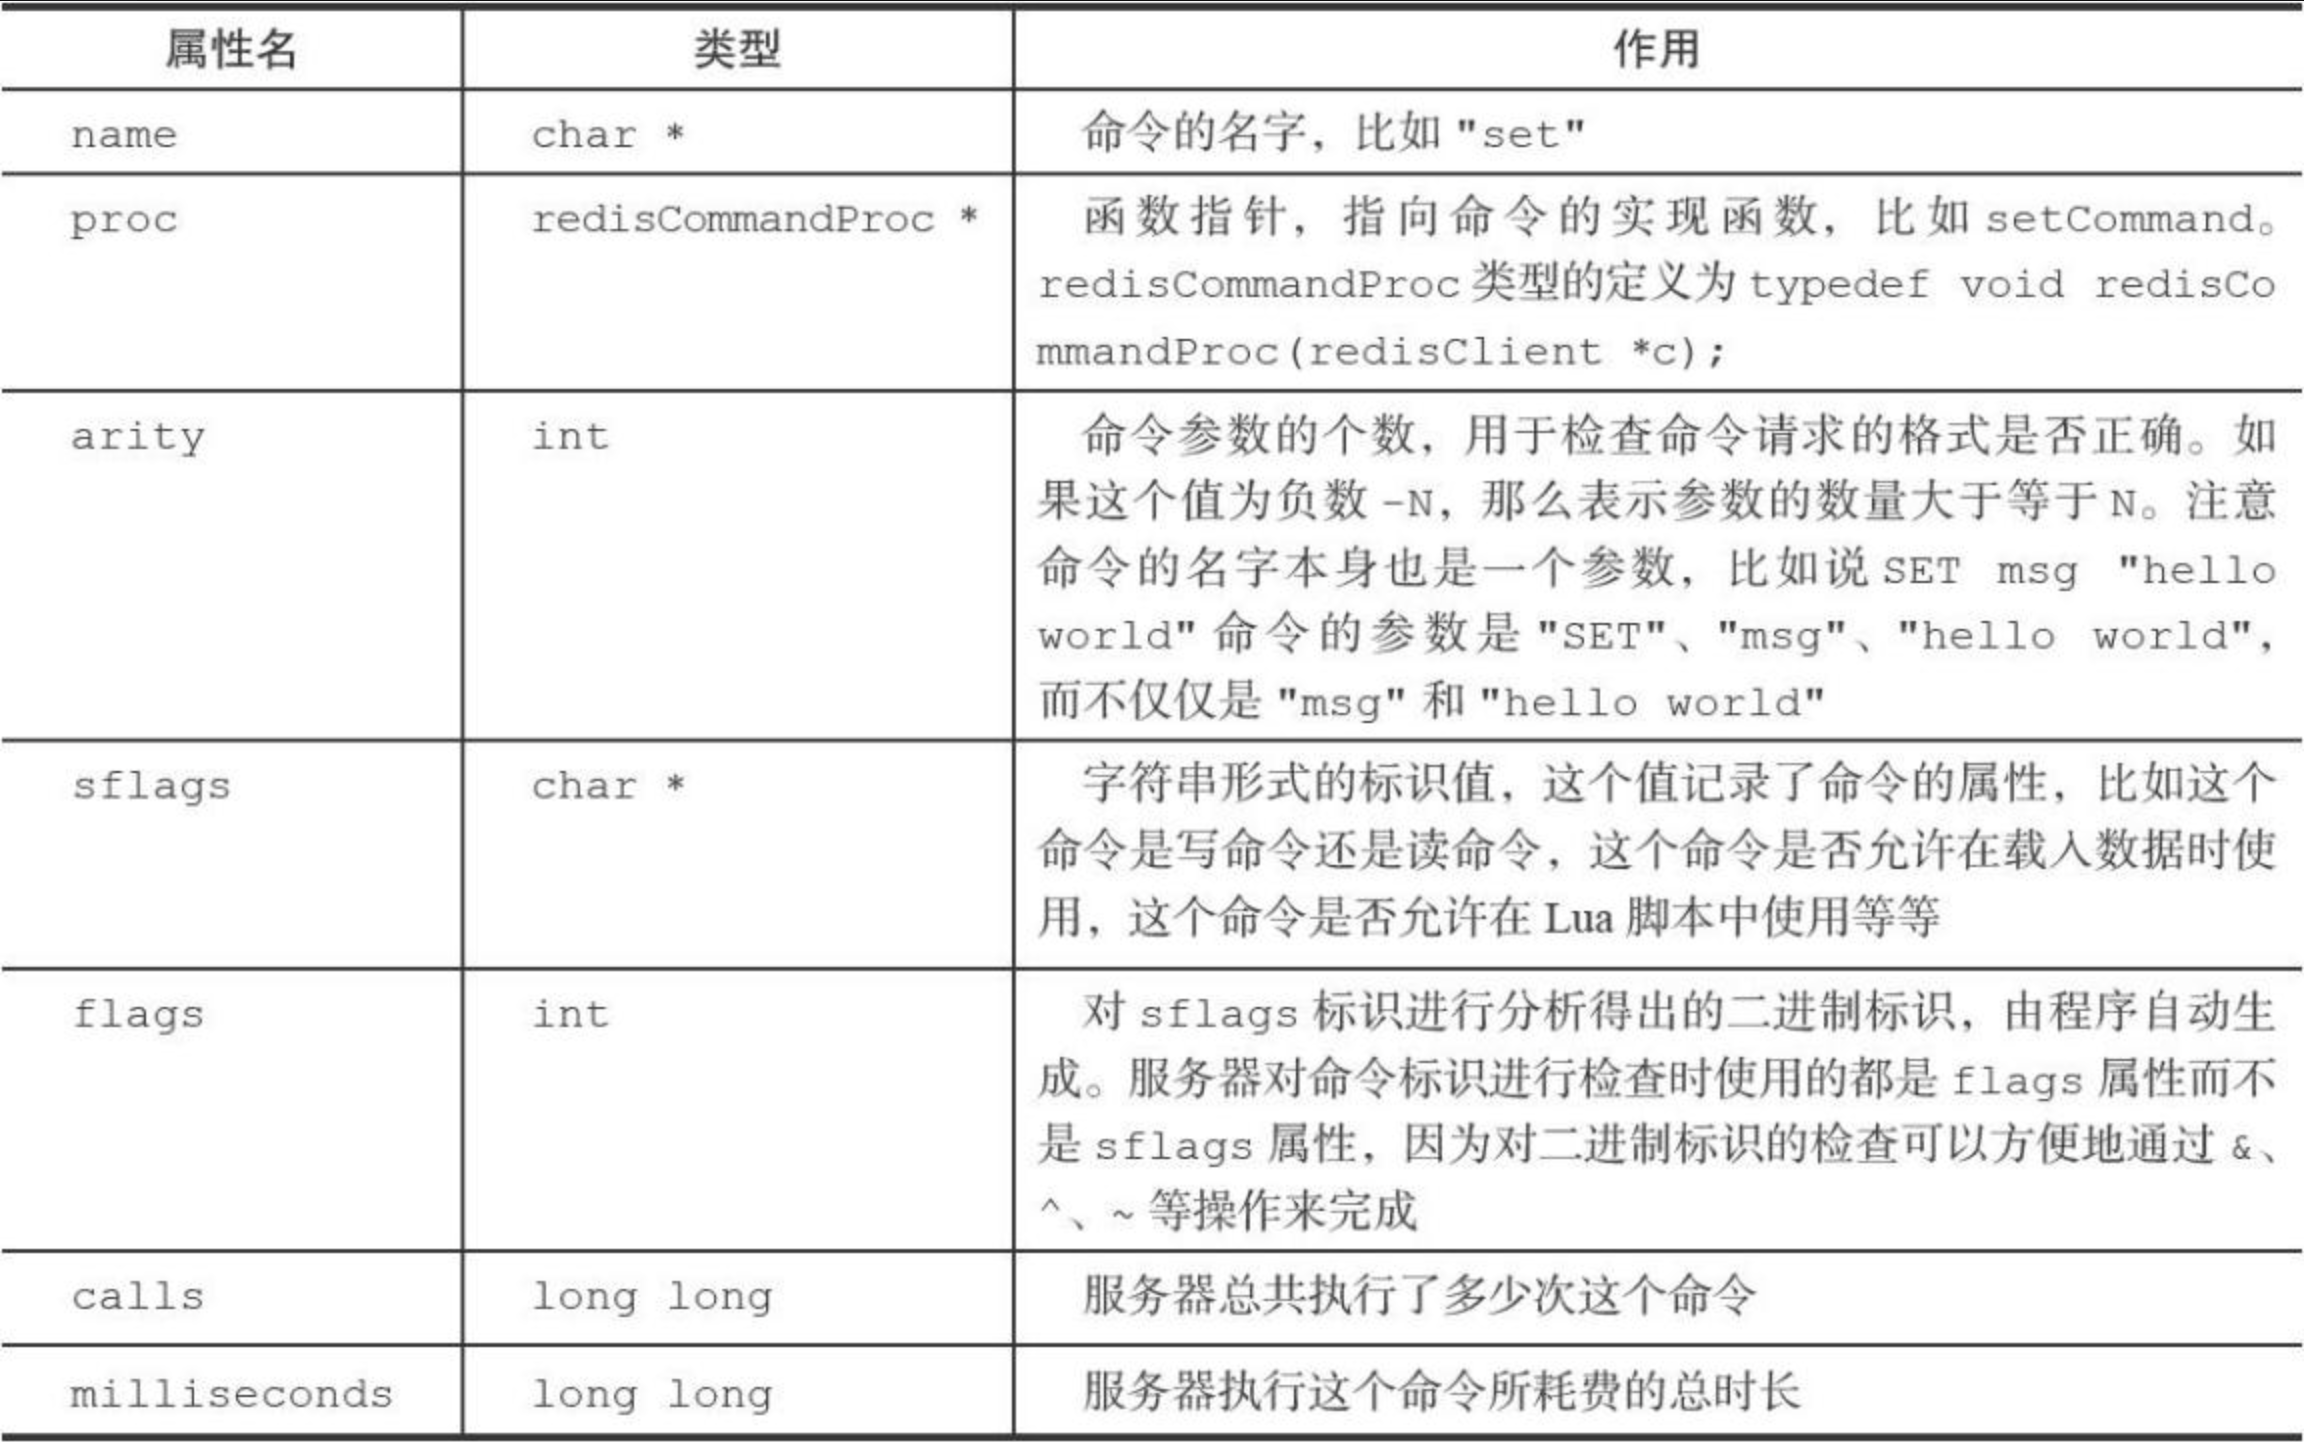 属性名 类型 作用
name char * 命令的名字，比如 "set"
proc redisCommandProc * 函数指针，指向命令的实现函数，比如 setCommand。
redisCommandProc 类型的定义为 typedef void redisCo
mmandProc(redisClient *c);
arity int 命令参数的个数，用于检查命令请求的格式是否正确。如
果这个值为负数 -N，那么表示参数的数量大于等于 N。注意
命令的名字本身也是一个参数，比如说 SET msg "hello
world" 命令的参数是 "SET"、"msg"、"hello world"，
而不仅仅是 "msg" 和 "hello world"
sflags char * 字符串形式的标识值，这个值记录了命令的属性，比如这个
命令是写命令还是读命令，这个命令是否允许在载入数据时使
用，这个命令是否允许在 Lua 脚本中使用等等
flags int 对 sflags 标识进行分析得出的二进制标识，由程序自动生
成。服务器对命令标识进行检查时使用的都是 flags 属性而不
是 sflags 属性，因为对二进制标识的检查可以方便地通过 &、
^、~ 等操作来完成
calls long long 服务器总共执行了多少次这个命令
milliseconds long long 服务器执行这个命令所耗费的总时长